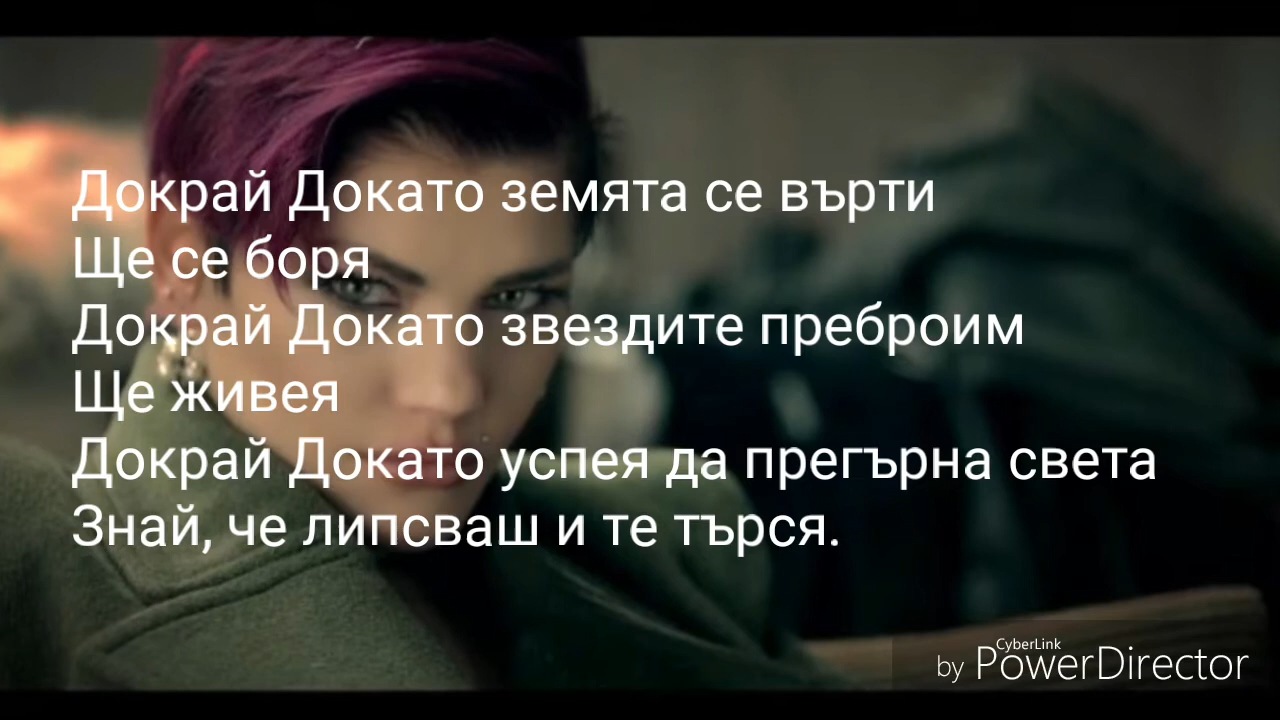 Докрай Докато земята се върти
Ще се боря
Докрай Докато звездите преброим
Ще живея
Докрай Докато успея да прегърна света
Знай, че липсваш и те търся.
CyberLink
by PowerDirector